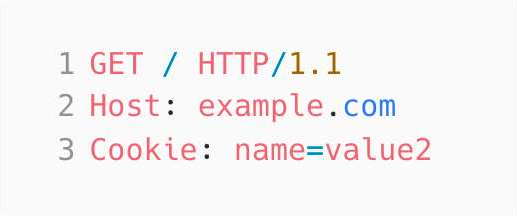 1 GET / HTTP/1.1
2 Host: example.com
3 Cookie: name=value2